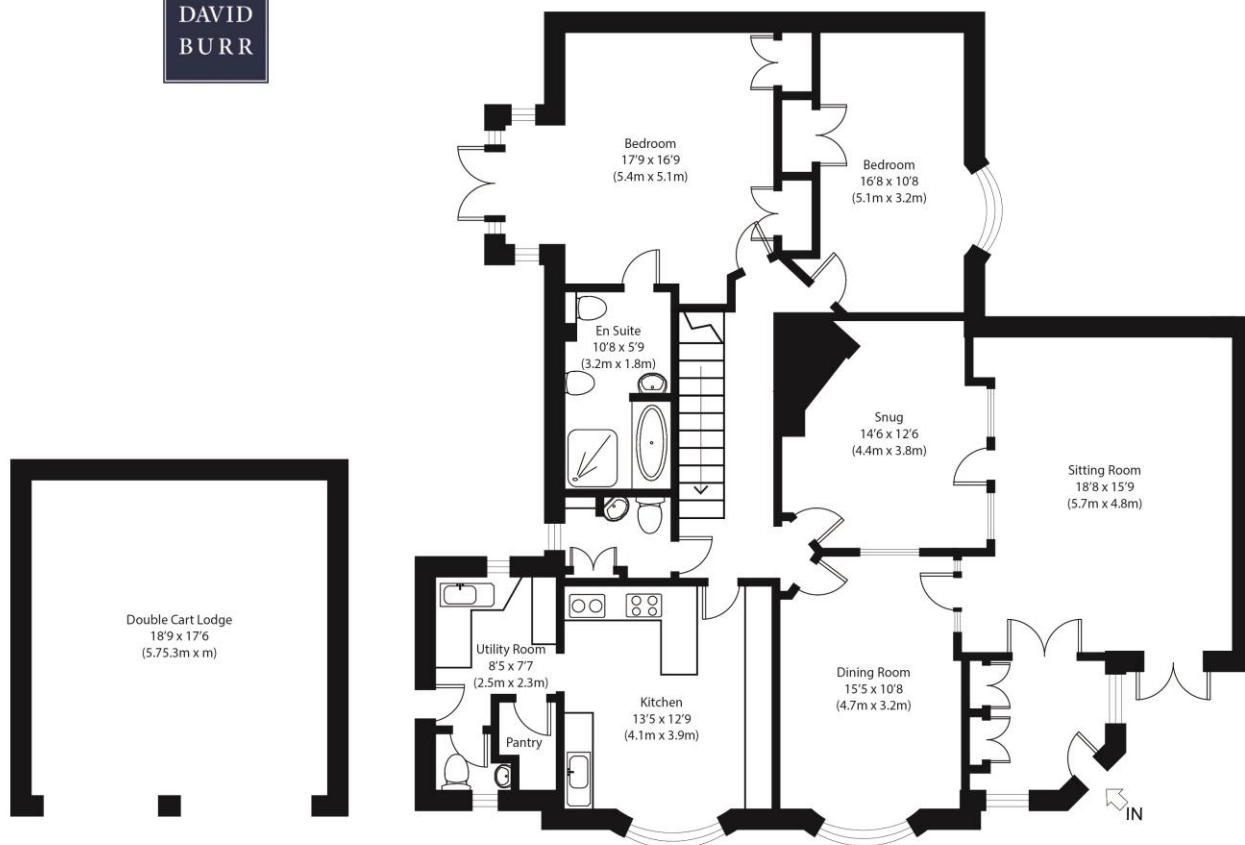 DAVID
BURR
Bedroom
17'9 x 16'9
(5.4m x 5.1m)
Bedroom
16'8 x 10'8
(5.1m x 3.2m)
En Suite
10'8 x 5'9
(3.2m x 1.8m)
Snug
14'6 x 12'6
(4.4m x 3.8m)
Sitting Room
18'8 x 15'9
(5.7m x 4.8m)
Double Cart Lodge
18'9 x 17'6
(5.75.3m x m)
Utility Room
8'5 x 7'7
(2.5m x 2.3m)
Pantry
Kitchen
13'5 x 12'9
(4.1m x 3.9m)
Dining Room
15'5 x 10'8
(4.7m x 3.2m)
IN